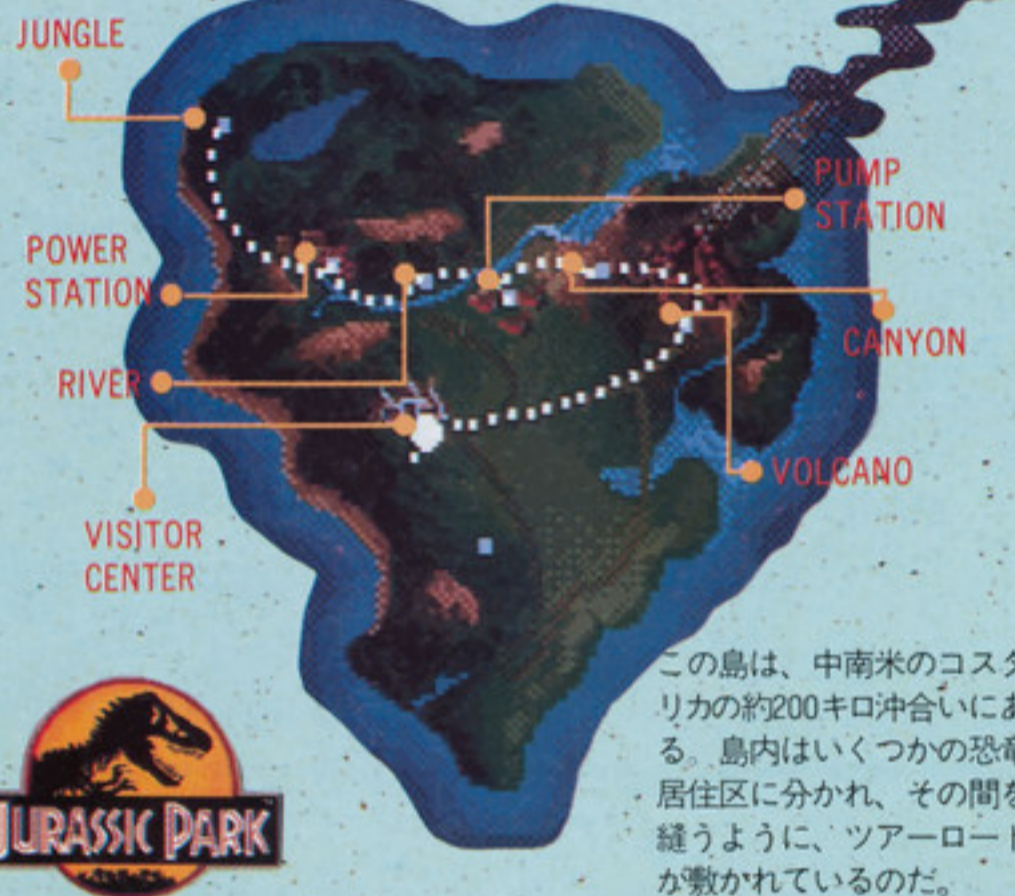 JUNGLE
PUMP
STATION
POWER
STATION
CANYON
RIVER
VOLCANO
VISITOR
CENTER
この島は、中南米のコスタ
リカの約200キロ沖合いにあ
る。島内はいくつかの恐竜
居住区に分かれ、その間を
縫うように、ツアーロード
が敷かれているのだ。
JURASSIC PARK